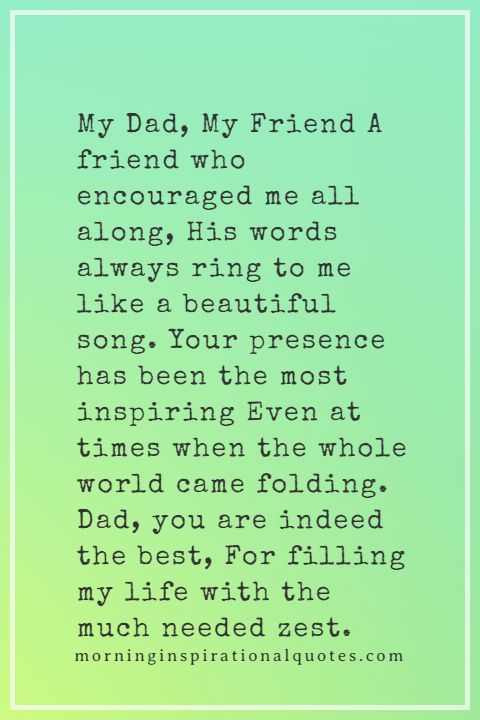 My Dad, My Friend A
friend who
encouraged me all
along, His words
always ring to me
like a beautiful
song. Your presence
has been the most
inspiring Even at
times when the whole
world came folding.
Dad, you are indeed
the best, For filling
my life with the
much needed zest.
morninginspirationalquotes.com